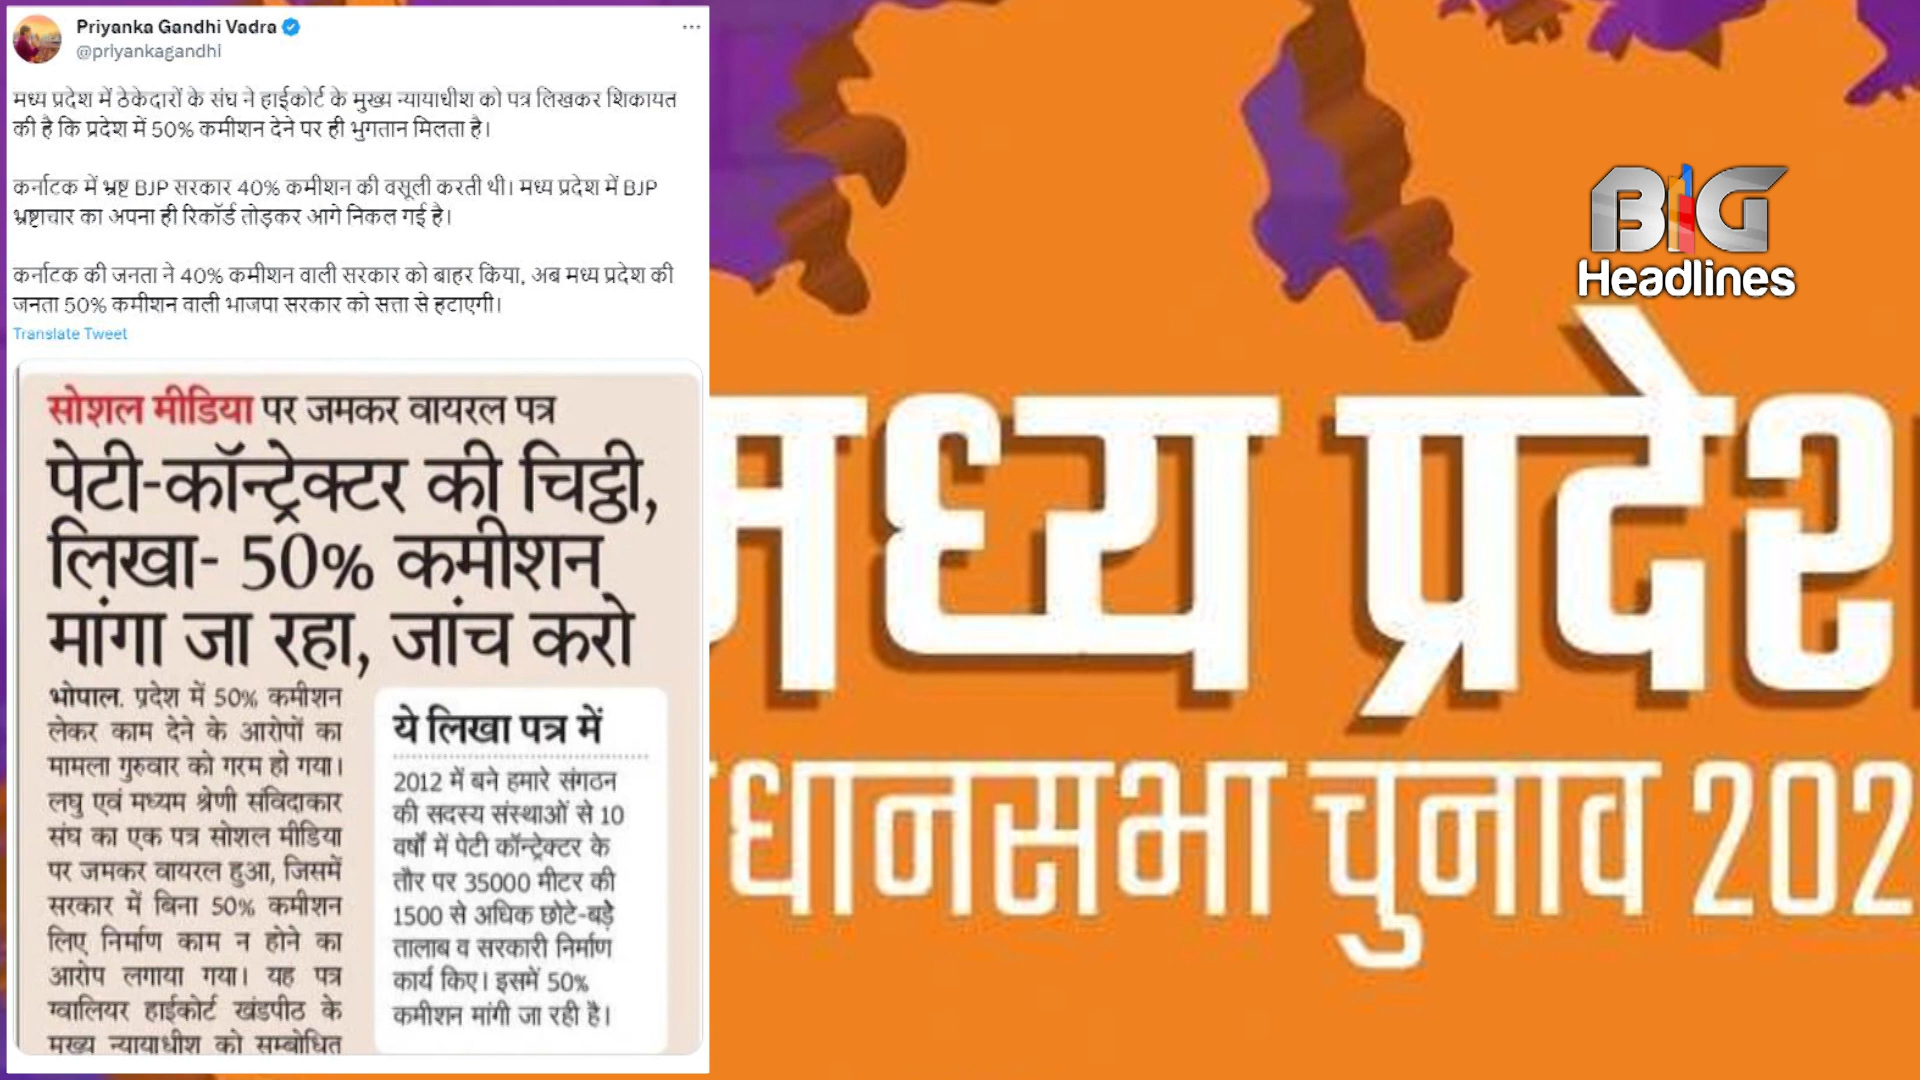 Priyanka Gandhi Vadra
@priyankagandhi
मध्य प्रदेश में ठेकेदारों के संघ ने हाईकोर्ट के मुख्य न्यायाधीश को पत्र लिखकर शिकायत
की है कि प्रदेश में 50% कमीशन देने पर ही भुगतान मिलता है।
कर्नाटक में भ्रष्ट BJP सरकार 40% कमीशन की वसूली करती थी। मध्य प्रदेश में BJP
भ्रष्टाचार का अपना ही रिकॉर्ड तोड़कर आगे निकल गई है।
कर्नाटक की जनता ने 40% कमीशन वाली सरकार को बाहर किया, अब मध्य प्रदेश की
जनता 50% कमीशन वाली भाजपा सरकार को सत्ता से हटाएगी।
Translate Tweet
सोशल मीडिया पर जमकर वायरल पत्र
पेटी-कॉन्ट्रेक्टर की चिट्ठी,
लिखा- 50% कमीशन
मांगा जा रहा, जांच करो
भोपाल. प्रदेश में 50% कमीशन
लेकर काम देने के आरोपों का
मामला गुरुवार को गरम हो गया।
लघु एवं मध्यम श्रेणी संविदाकार
संघ का एक पत्र सोशल मीडिया
पर जमकर वायरल हुआ, जिसमें
सरकार में बिना 50% कमीशन
लिए निर्माण काम न होने का
आरोप लगाया गया। यह पत्र
ग्वालियर हाईकोर्ट खंडपीठ के
मुख्य न्यायाधीश को सम्बोधित
ये लिखा पत्र में
2012 में बने हमारे संगठन
की सदस्य संस्थाओं से 10
वर्षों में पेटी कॉन्ट्रेक्टर के
तौर पर 35000 मीटर की
1500 से अधिक छोटे-बड़े
तालाब व सरकारी निर्माण
कार्य किए। इसमें 50%
कमीशन मांगी जा रही है।
BIG
Headlines
मध्य प्रदेश
धानसभा चुनाव 202